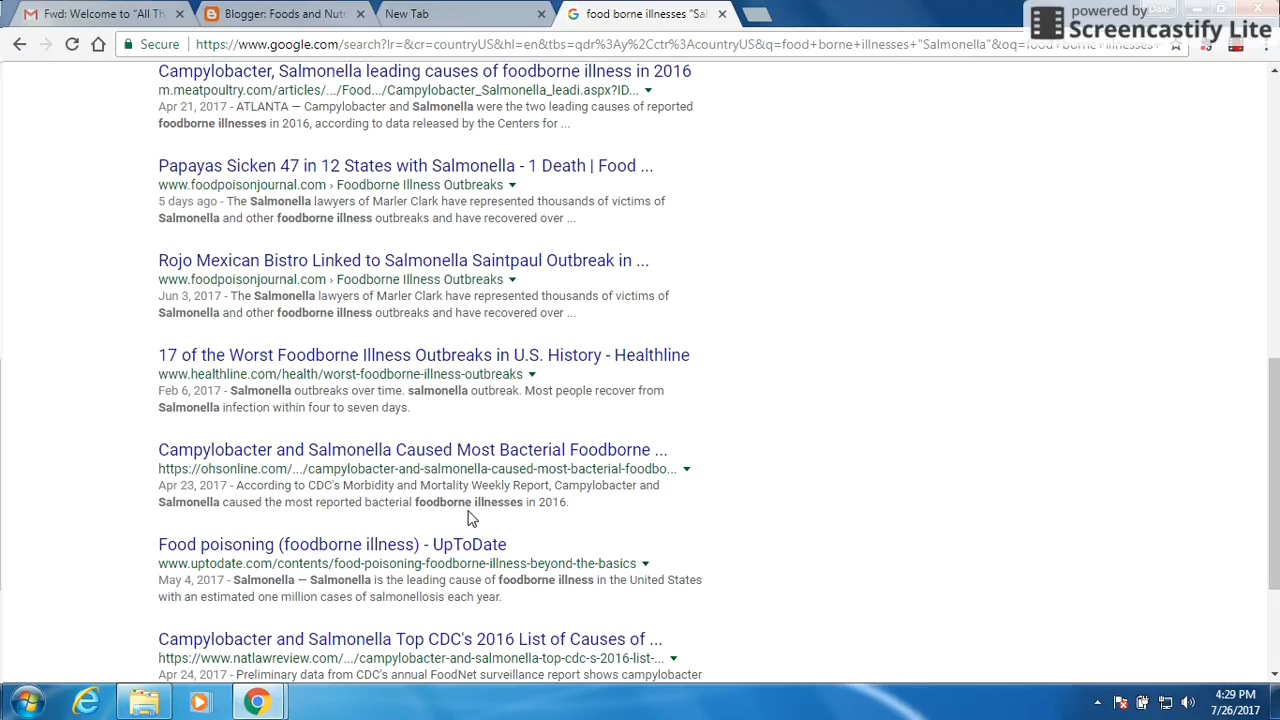 Fwd: Welcome to "All Th
Blogger: Foods and Nut
New Tab
food borne illnesses "Sal
Dale
powered by
Screencastify Lite
Secure
https://www.google.com/search?lr=&cr=countryUS&hl=en&tbs=qdr%3Ay%2Cctr%3AcountryUS&q=food+borne+illnesses+"Salmonella"&oq=food+borne+illnesses+
Campylobacter, Salmonella leading causes of foodborne illness in 2016
m.meatpoultry.com/articles/.../Food.../Campylobacter_Salmonella_leadi.aspx?ID...
Apr 21, 2017 - ATLANTA — Campylobacter and Salmonella were the two leading causes of reported
foodborne illnesses in 2016, according to data released by the Centers for ...
Papayas Sicken 47 in 12 States with Salmonella - 1 Death | Food ...
www.foodpoisonjournal.com › Foodborne Illness Outbreaks
5 days ago - The Salmonella lawyers of Marler Clark have represented thousands of victims of
Salmonella and other foodborne illness outbreaks and have recovered over ...
Rojo Mexican Bistro Linked to Salmonella Saintpaul Outbreak in ...
www.foodpoisonjournal.com › Foodborne Illness Outbreaks
Jun 3, 2017 - The Salmonella lawyers of Marler Clark have represented thousands of victims of
Salmonella and other foodborne illness outbreaks and have recovered over ...
17 of the Worst Foodborne Illness Outbreaks in U.S. History - Healthline
www.healthline.com/health/worst-foodborne-illness-outbreaks
Feb 6, 2017 - Salmonella outbreaks over time. salmonella outbreak. Most people recover from
Salmonella infection within four to seven days.
Campylobacter and Salmonella Caused Most Bacterial Foodborne ...
https://ohsonline.com/.../campylobacter-and-salmonella-caused-most-bacterial-foodbo...
Apr 23, 2017 - According to CDC's Morbidity and Mortality Weekly Report, Campylobacter and
Salmonella caused the most reported bacterial foodborne illnesses in 2016.
Food poisoning (foodborne illness) - UpToDate
www.uptodate.com/contents/food-poisoning-foodborne-illness-beyond-the-basics
May 4, 2017 - Salmonella — Salmonella is the leading cause of foodborne illness in the United States
with an estimated one million cases of salmonellosis each year.
Campylobacter and Salmonella Top CDC's 2016 List of Causes of ...
https://www.natlawreview.com/.../campylobacter-and-salmonella-top-cdc-s-2016-list-...
Apr 24, 2017 - Preliminary data from CDC's annual FoodNet surveillance report shows campylobacter
4:29 PM
7/26/2017